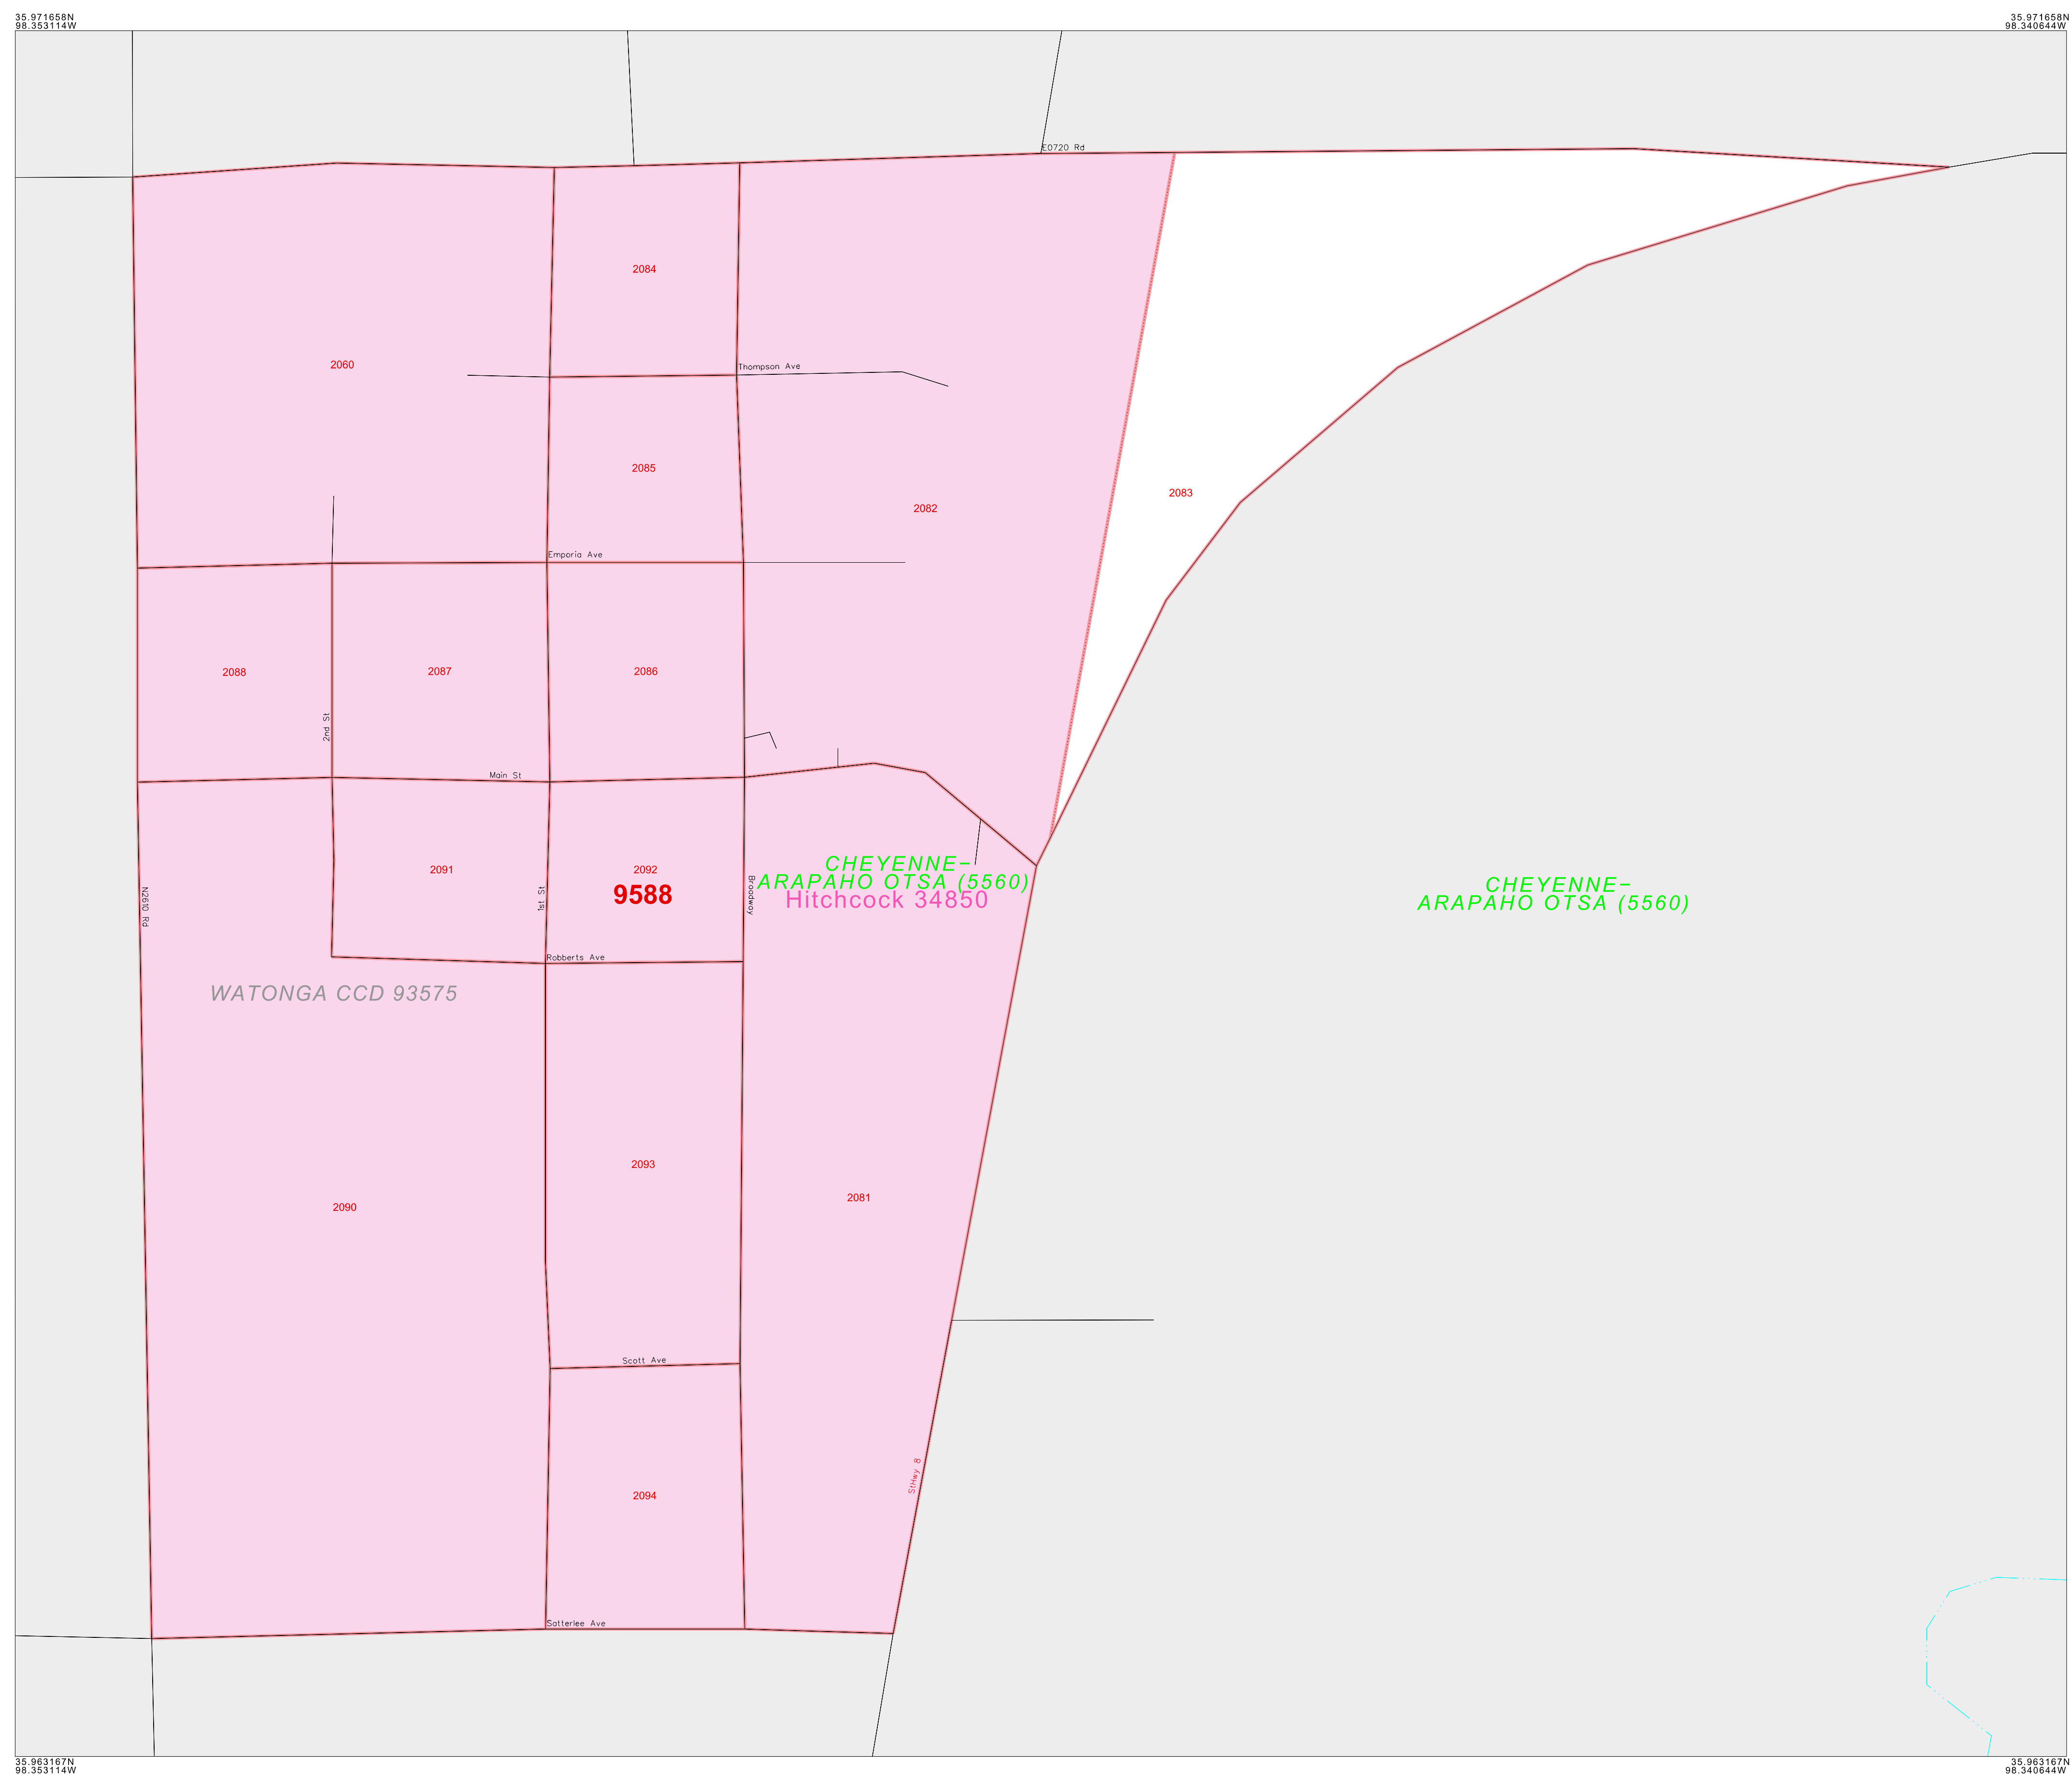 35.971658N
98.353114W
35.971658N
98.340644W
E0720 Rd
2084
2060
Thompson Ave
2085
2083
2082
Emporia Ave
2088
2087
2086
2nd St
Main St
2091
2092
CHEYENNE-
ARAPAHO OTSA (5560)
Hitchcock 34850
9588
1st St
Broadway
N2610 Rd
CHEYENNE-
ARAPAHO OTSA (5560)
Robberts Ave
WATONGA CCD 93575
2093
2081
2090
Scott Ave
StHwy 8
2094
Satterlee Ave
35.963167N
98.353114W
35.963167N
98.340644W